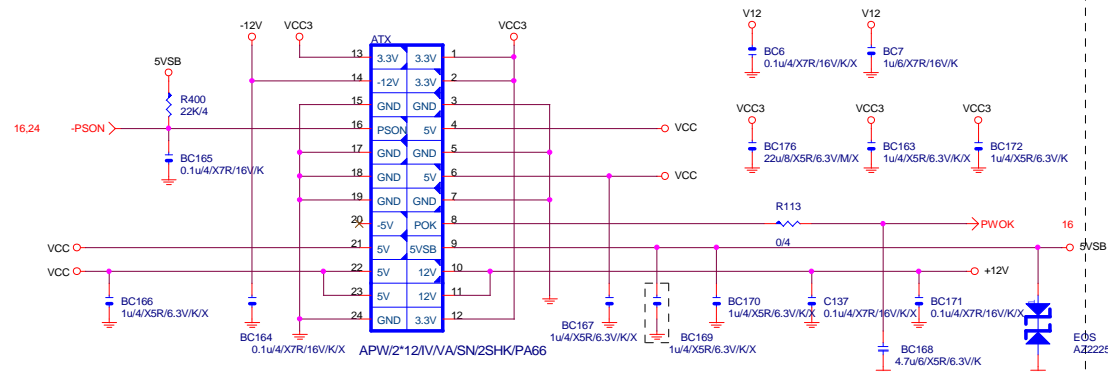 -12V
VCC3
VCC3
V12
V12
ATX
BC6
0.1u/4/X7R/16V/K/X
BC7
1u/6/X7R/16V/K
5VSB
R400
22K/4
13 3.3V 3.3V 1
14 -12V 3.3V 2
15 GND GND 3
16,24 -PSON 16 PSON 5V 4 VCC
17 GND GND 5
18 GND 5V 6 VCC
19 GND GND 7
20 -5V POK 8
21 5V 5VSB 9
22 5V 12V 10
23 5V 12V 11
24 GND 3.3V 12
BC165
0.1u/4/X7R/16V/K
VCC3
VCC3
VCC3
BC176
22u/8/X5R/6.3V/M/X
BC163
1u/4/X5R/6.3V/K/X
BC172
1u/4/X5R/6.3V/K
R113
0/4
PWOK 16
VCC
5VSB
VCC
+12V
BC166
1u/4/X5R/6.3V/K/X
BC164
0.1u/4/X7R/16V/K/X
APW/2*12/IV/VA/SN/2SHK/PA66
BC167
1u/4/X5R/6.3V/K/X
BC169
1u/4/X5R/6.3V/K/X
BC170
1u/4/X5R/6.3V/K/X
C137
0.1u/4/X7R/16V/K/X
BC171
0.1u/4/X7R/16V/K/X
BC168
4.7u/6/X5R/6.3V/K
EOS
AZ2225